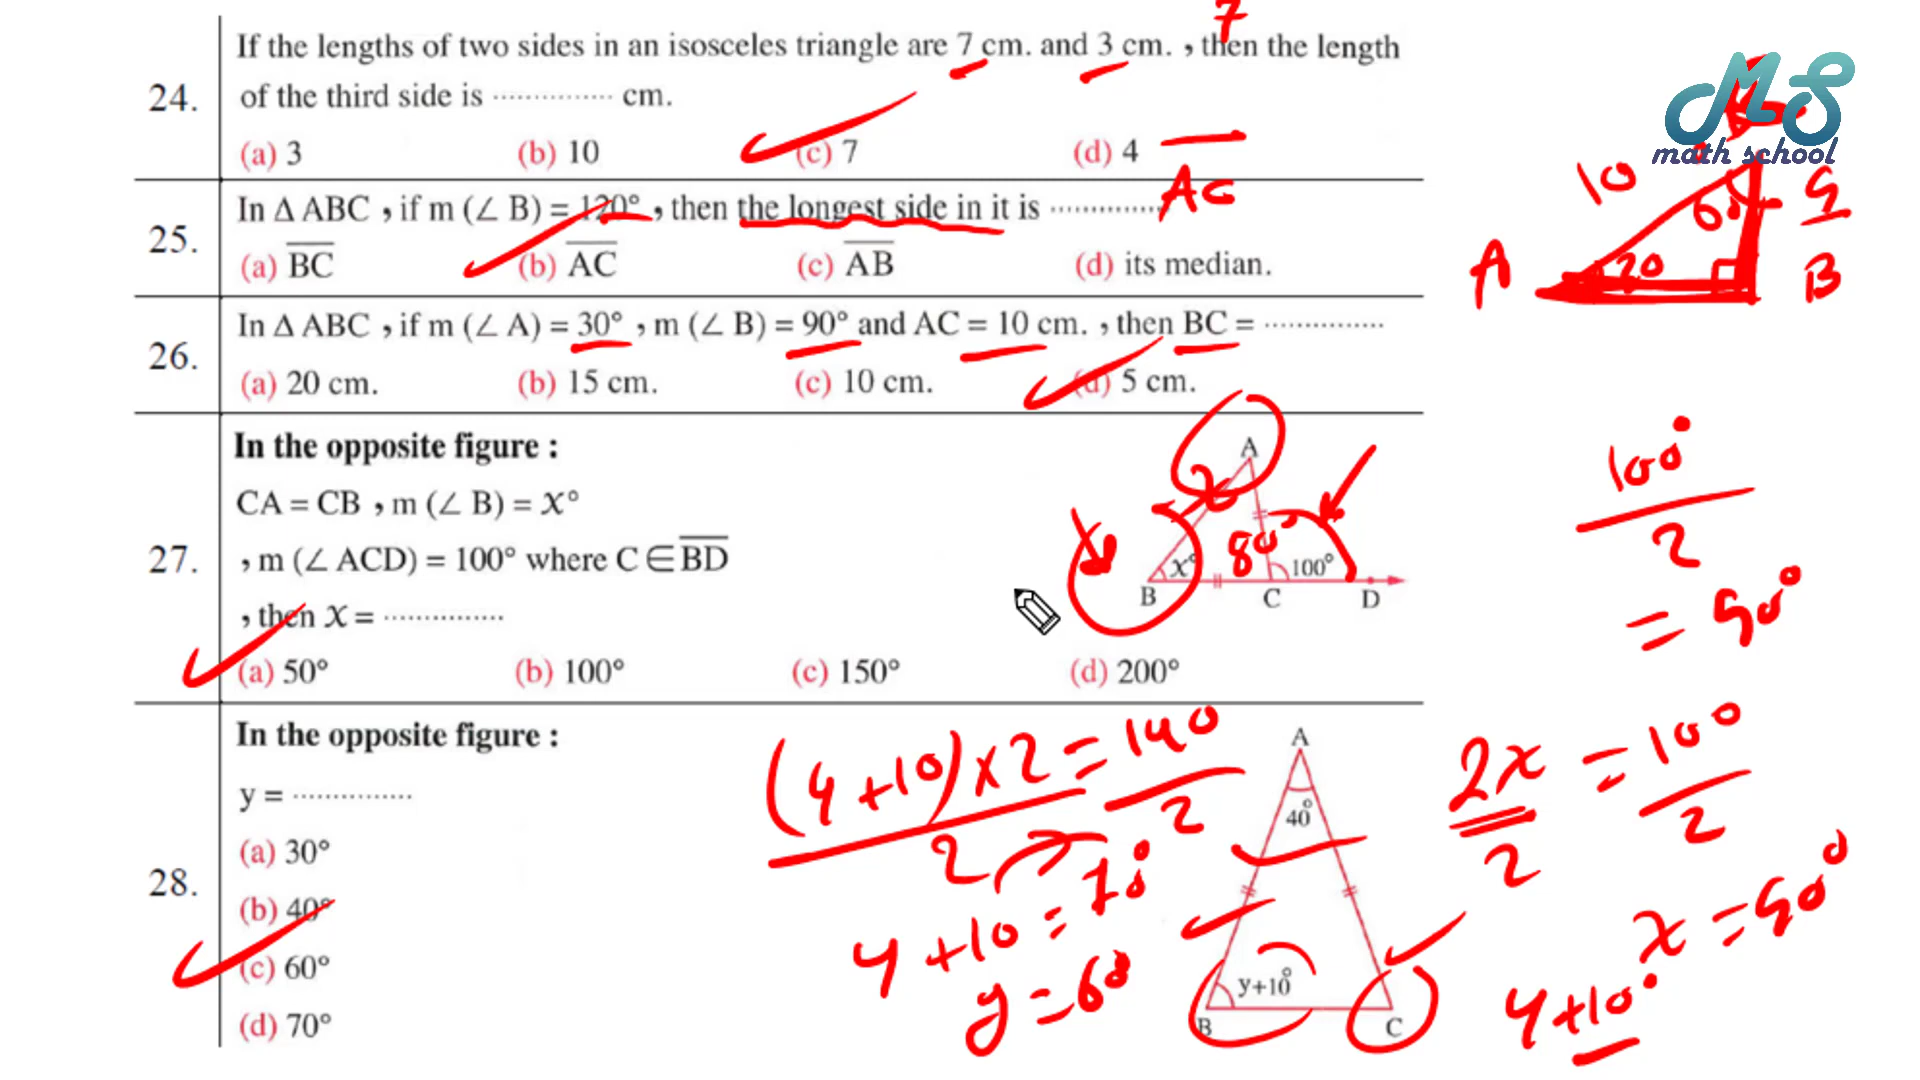 7
If the lengths of two sides in an isosceles triangle are 7 cm. and 3 cm. , then the length
24.
of the third side is ............... cm.
(a) 3
(b) 10
(c) 7
(d) 4
MS
math school
In Δ ABC , if m (∠ B) = 120° , then the longest side in it is ...............
AC
25.
(a) BC
(b) AC
(c) AB
(d) its median.
10
5
60
30
A
B
In Δ ABC , if m (∠ A) = 30° , m (∠ B) = 90° and AC = 10 cm. , then BC = ...............
26.
(a) 20 cm.
(b) 15 cm.
(c) 10 cm.
(d) 5 cm.
In the opposite figure :
CA = CB , m (∠ B) = x°
27.
, m (∠ ACD) = 100° where C ∈ BD
, then x = ...............
A
x
x°
80°
100°
B
C
D
(a) 50°
(b) 100°
(c) 150°
(d) 200°
100°
2
= 50°
In the opposite figure :
y = ...............
28.
(a) 30°
(b) 40°
(c) 60°
(d) 70°
(y+10)×2 = 140
2
2
y+10 = 70°
y = 60°
A
40°
y+10°
B
C
2x = 100
2
2
x = 50°
y+10°